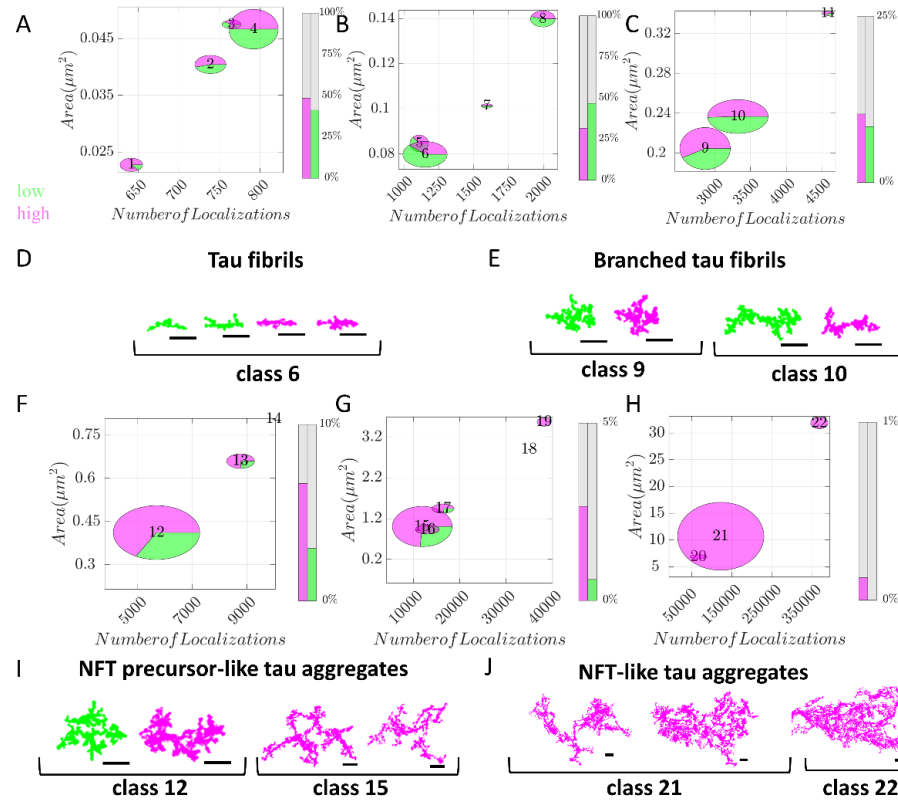 A
Area(μm²)
0.045
0.034
0.023
650
700
750
800
Number of Localizations
1
2
3
4
100%
75%
50%
25%
0%
low
high
B
Area(μm²)
0.14
0.12
0.1
0.08
1000
1250
1500
1750
2000
Number of Localizations
5
6
7
8
100%
75%
50%
25%
0%
C
Area(μm²)
0.32
0.28
0.24
0.2
3000
3500
4000
4500
Number of Localizations
9
10
11
25%
0%
D
Tau fibrils
class 6
E
Branched tau fibrils
class 9
class 10
F
Area(μm²)
0.75
0.6
0.45
0.3
5000
7000
9000
Number of Localizations
12
13
14
10%
0%
G
Area(μm²)
3.2
2.2
1.2
0.2
10000
20000
30000
40000
Number of Localizations
15
16
17
18
19
5%
0%
H
Area(μm²)
30
25
20
15
10
5
50000
150000
250000
350000
Number of Localizations
20
21
22
1%
0%
I
NFT precursor-like tau aggregates
class 12
class 15
J
NFT-like tau aggregates
class 21
class 22